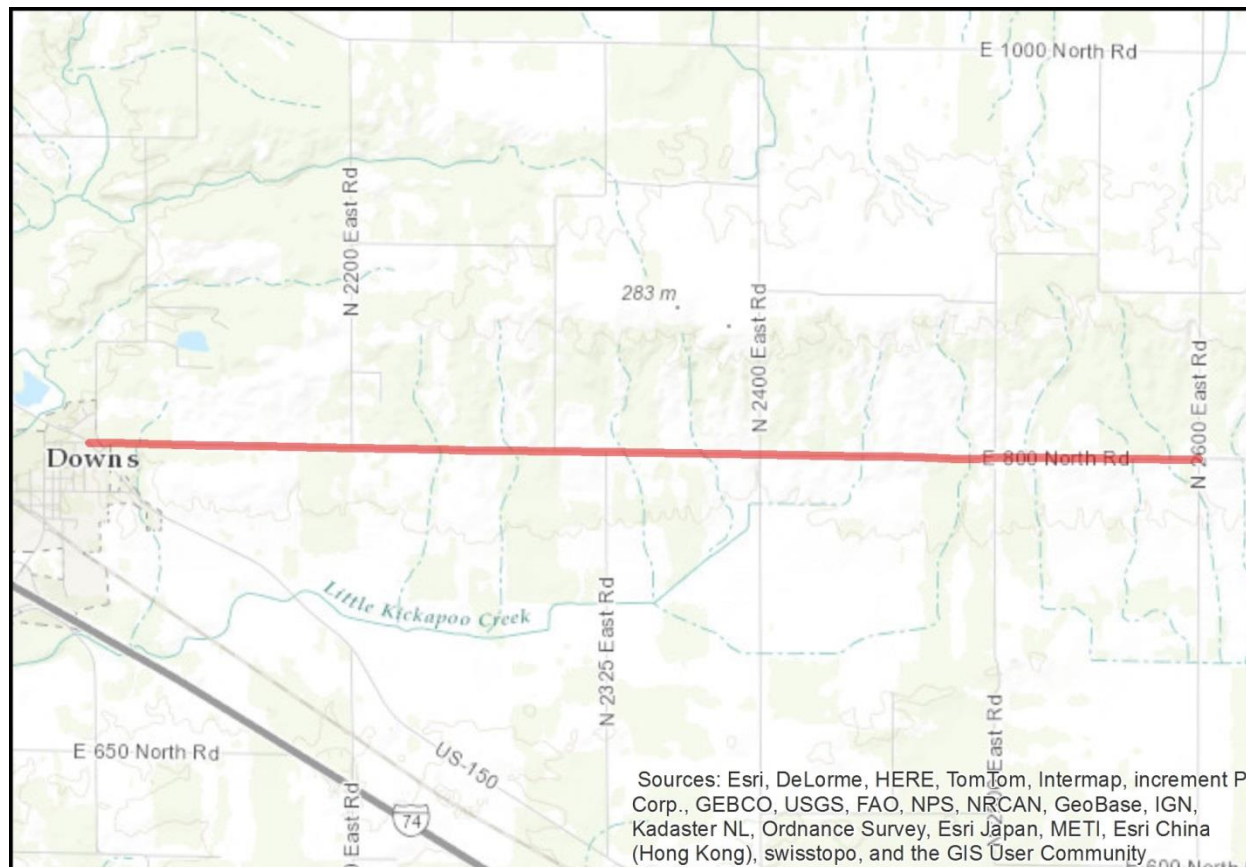 E 1000 North Rd
N 2200 East Rd
283 m
N 2400 East Rd
N 2600 East Rd
Downs
E 800 North Rd
Little Kickapoo Creek
N 2325 East Rd
East Rd
E 650 North Rd
US-150
74
East Rd
Sources: Esri, DeLorme, HERE, TomTom, Intermap, increment P
Corp., GEBCO, USGS, FAO, NPS, NRCAN, GeoBase, IGN,
Kadaster NL, Ordnance Survey, Esri Japan, METI, Esri China
(Hong Kong), swisstopo, and the GIS User Community